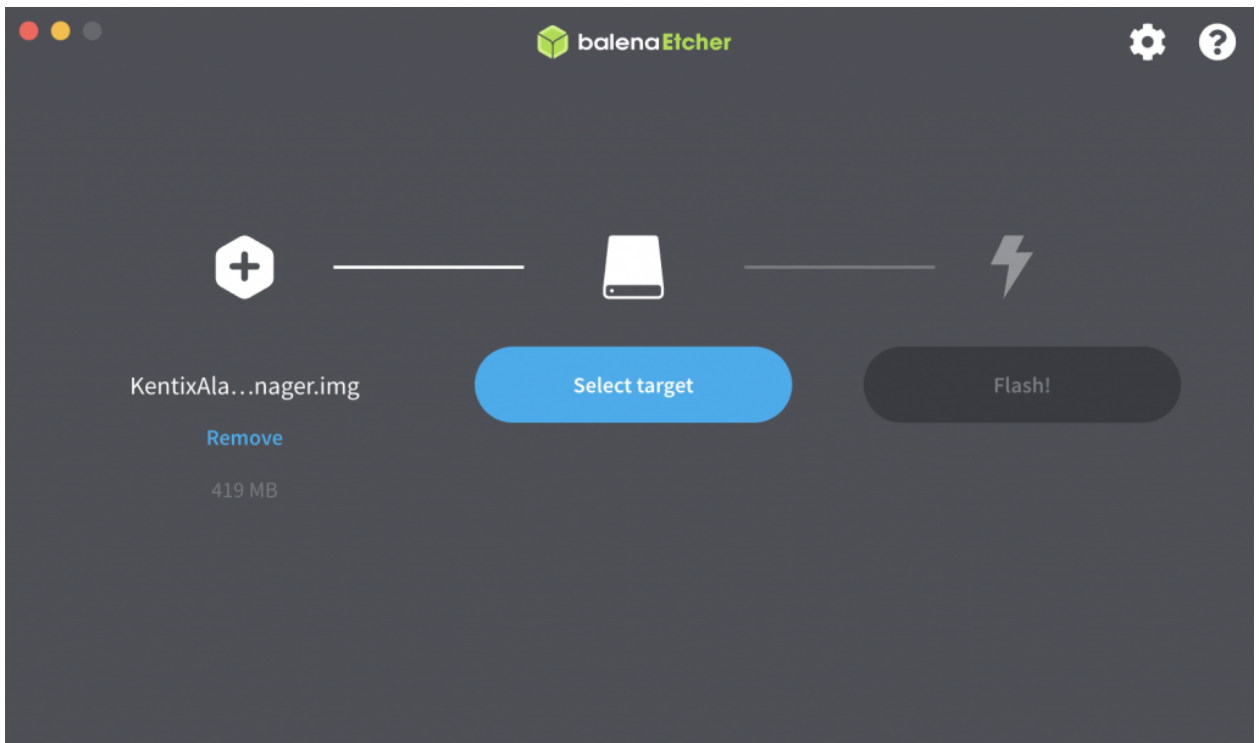 balenaEtcher
KentixAla...nager.img
Select target
Flash!
Remove
419 MB